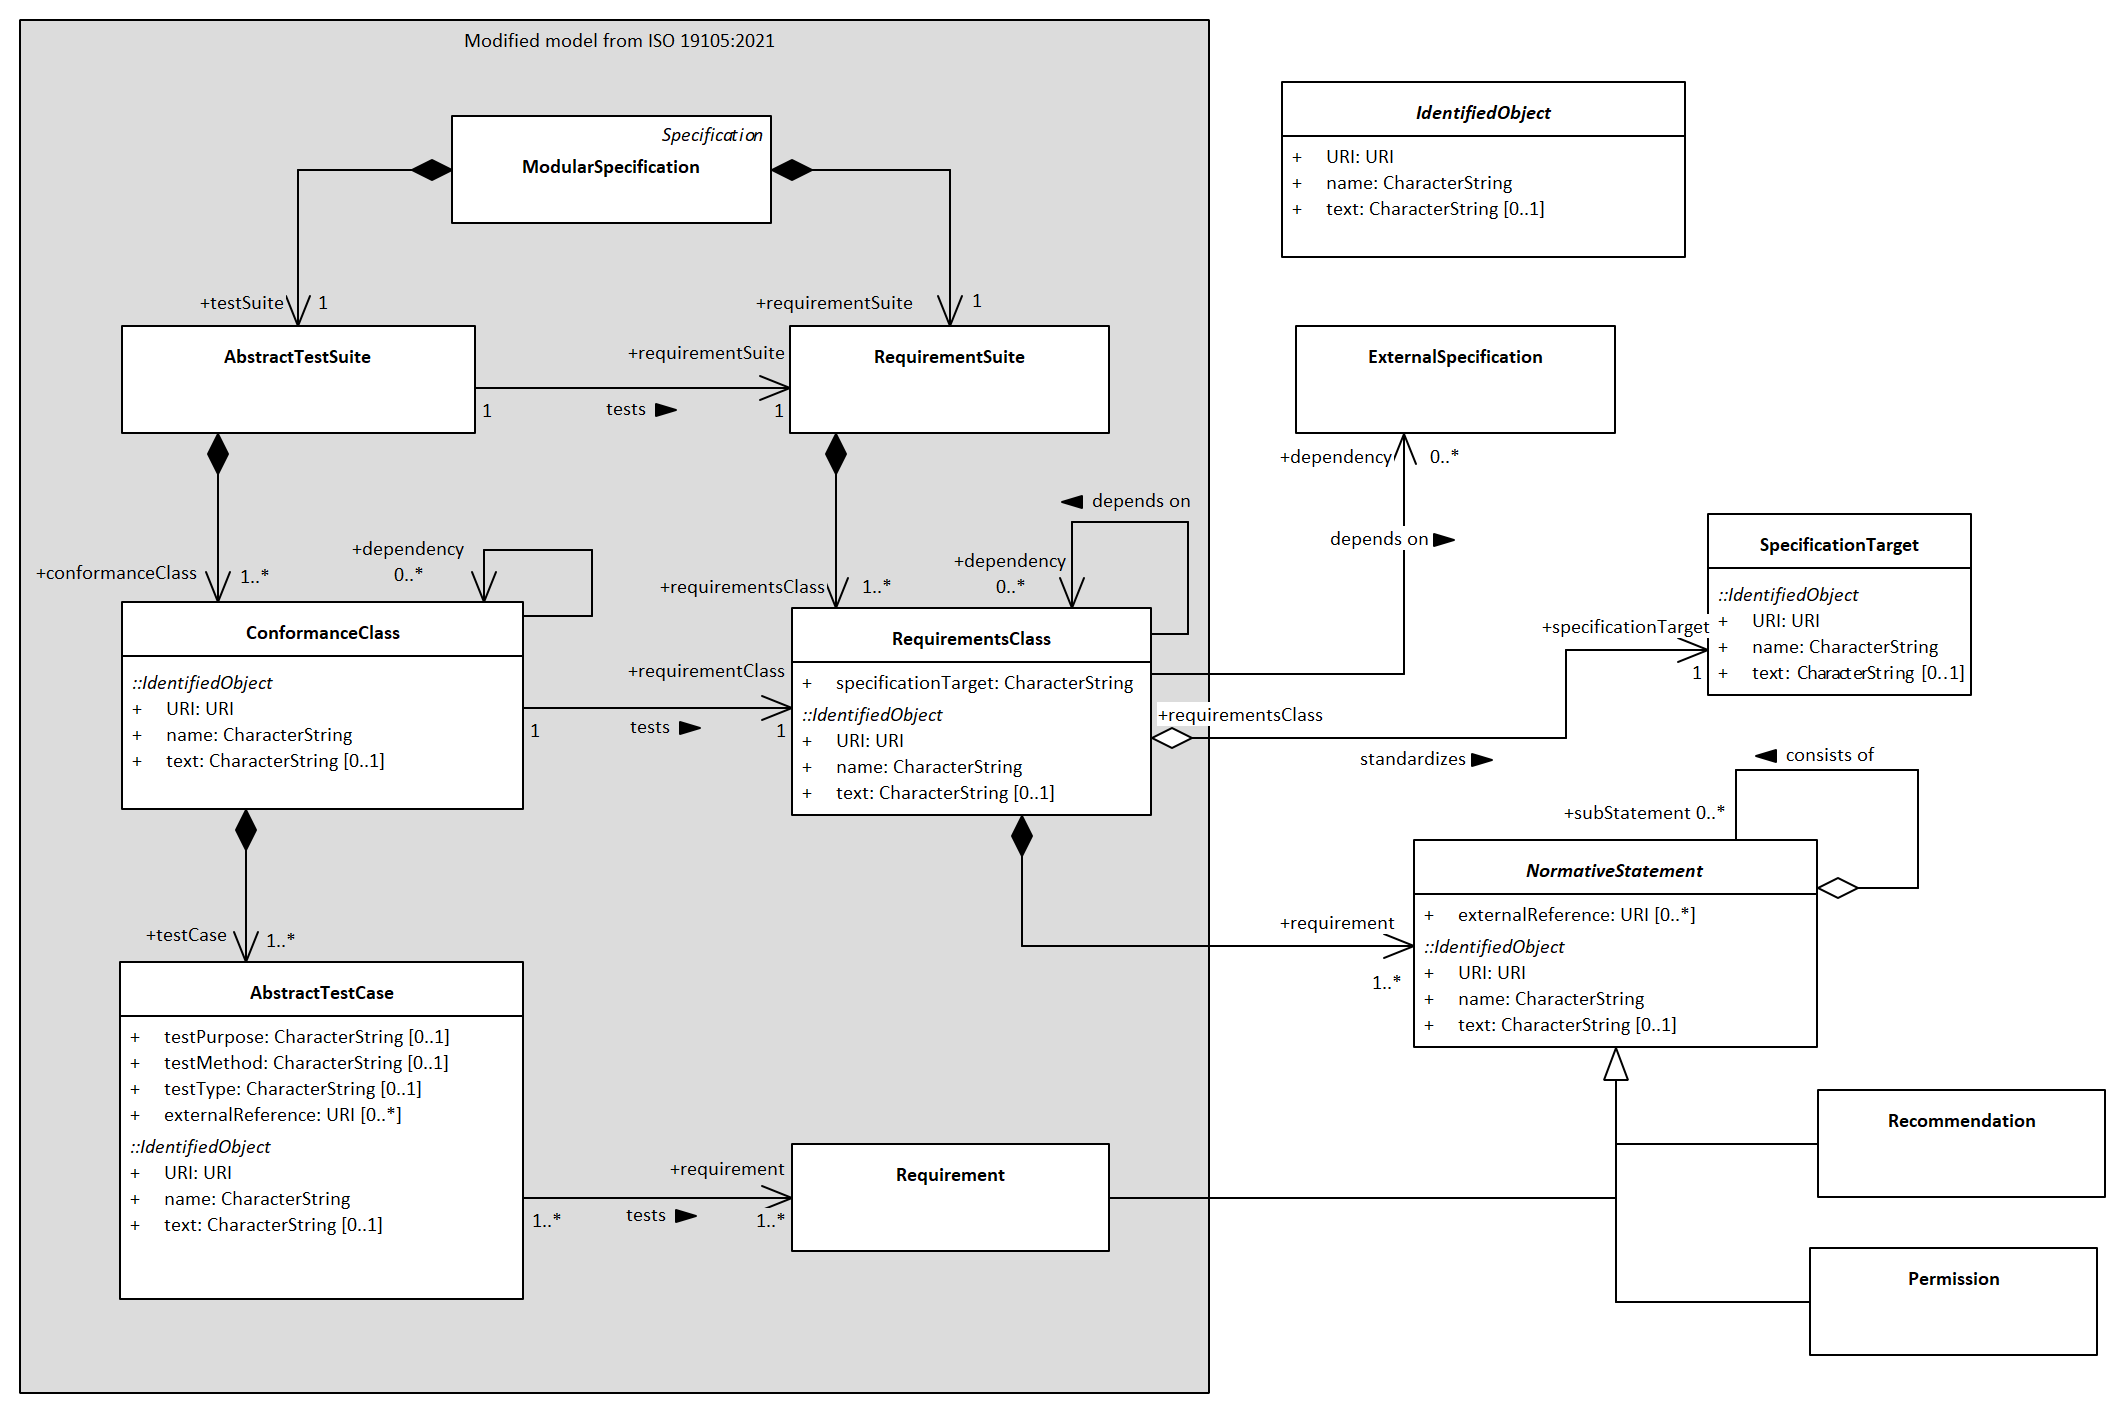 Modified model from ISO 19105:2021
Specification
ModularSpecification
IdentifiedObject
+ URI: URI
+ name: CharacterString
+ text: CharacterString [0..1]
+testSuite 1
+requirementSuite 1
AbstractTestSuite
+requirementSuite
1 tests 1
RequirementSuite
ExternalSpecification
+dependency 0..*
depends on
+conformanceClass 1..*
+dependency
0..*
+requirementsClass 1..*
+dependency
0..*
depends on
SpecificationTarget
::IdentifiedObject
+ URI: URI
+ name: CharacterString
+ text: CharacterString [0..1]
+specificationTarget
1
ConformanceClass
::IdentifiedObject
+ URI: URI
+ name: CharacterString
+ text: CharacterString [0..1]
+requirementClass
1 tests 1
RequirementsClass
+ specificationTarget: CharacterString
::IdentifiedObject
+ URI: URI
+ name: CharacterString
+ text: CharacterString [0..1]
+requirementsClass
standardizes
consists of
+subStatement 0..*
NormativeStatement
+ externalReference: URI [0..*]
::IdentifiedObject
+ URI: URI
+ name: CharacterString
+ text: CharacterString [0..1]
+requirement
1..*
+testCase 1..*
AbstractTestCase
+ testPurpose: CharacterString [0..1]
+ testMethod: CharacterString [0..1]
+ testType: CharacterString [0..1]
+ externalReference: URI [0..*]
::IdentifiedObject
+ URI: URI
+ name: CharacterString
+ text: CharacterString [0..1]
+requirement
1..* tests 1..*
Requirement
Recommendation
Permission